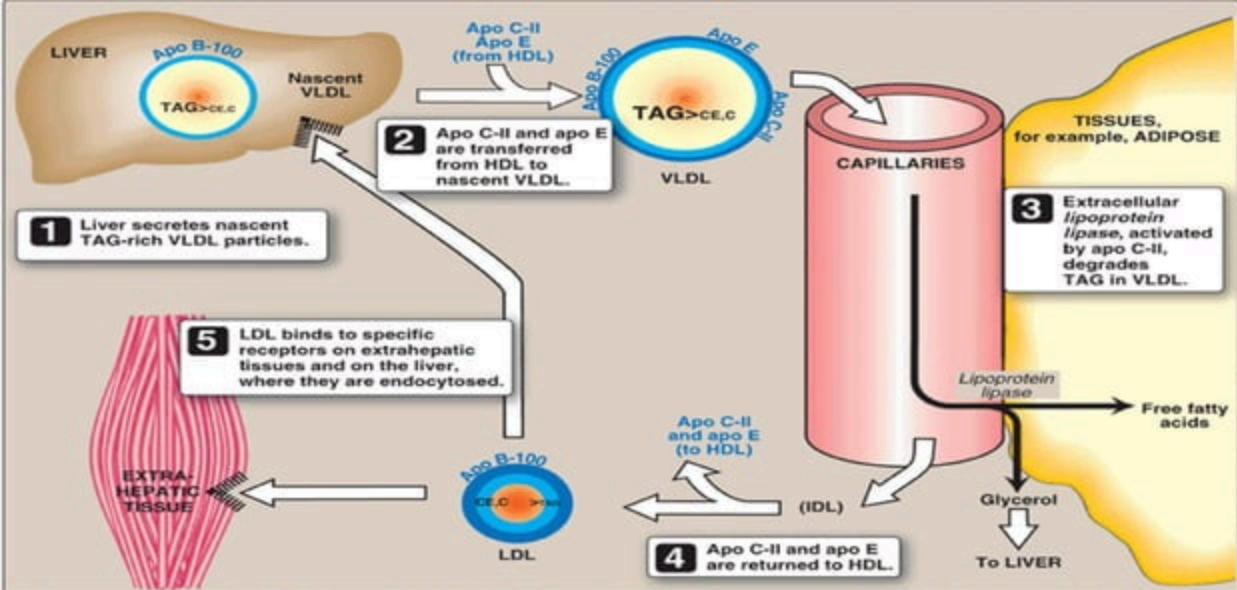 LIVER
Apo B-100
TAG>CE,C
Nascent
VLDL
Apo C-II
Apo E
(from HDL)
Apo B-100
Apo E
Apo C-II
TAG>CE,C
VLDL
1
Liver secretes nascent
TAG-rich VLDL particles.
2
Apo C-II and apo E
are transferred
from HDL to
nascent VLDL.
CAPILLARIES
TISSUES,
for example, ADIPOSE
3
Extracellular
lipoprotein
lipase, activated
by apo C-II,
degrades
TAG in VLDL.
Lipoprotein
lipase
Free fatty
acids
Glycerol
To LIVER
(IDL)
Apo C-II
and apo E
(to HDL)
4
Apo C-II and apo E
are returned to HDL.
Apo B-100
CE,C >TAG
LDL
5
LDL binds to specific
receptors on extrahepatic
tissues and on the liver,
where they are endocytosed.
EXTRA-
HEPATIC
TISSUE